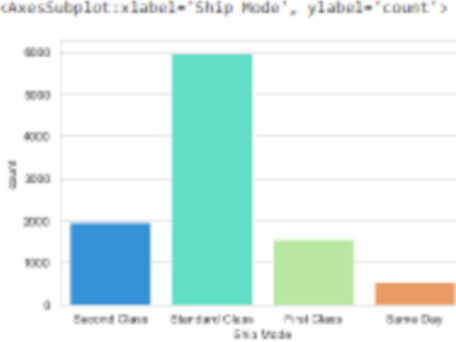 <AxesSubplot:xlabel='Ship Mode', ylabel='count'>
6000
5000
4000
3000
2000
1000
0
count
Second Class Standard Class First Class Same Day
Ship Mode